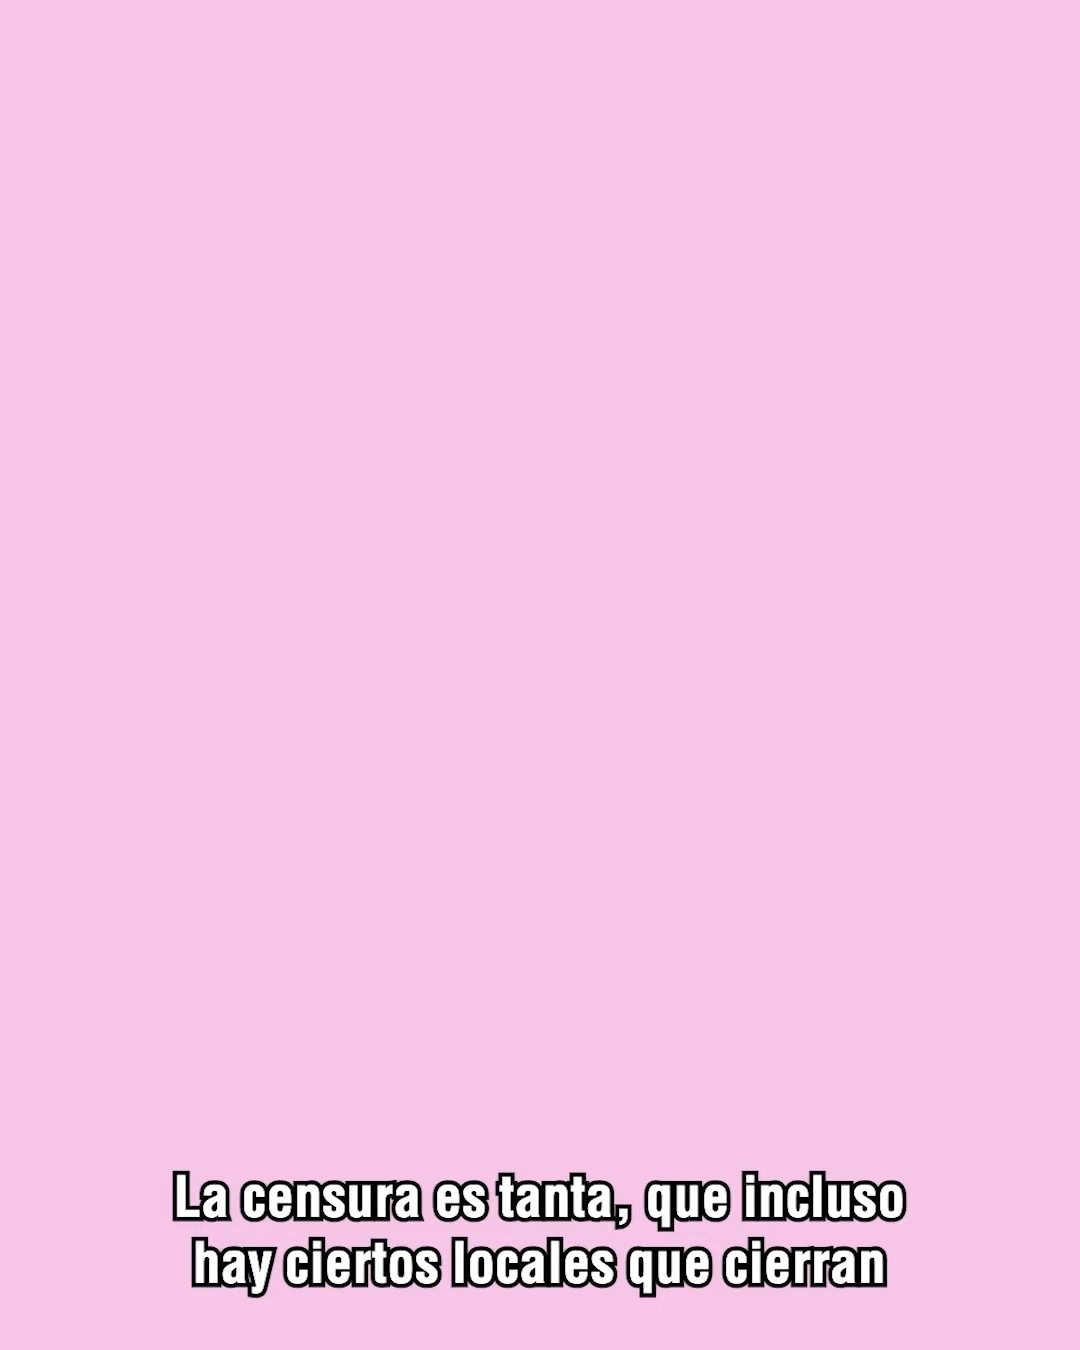 La censura es tanta, que incluso
hay ciertos locales que cierran